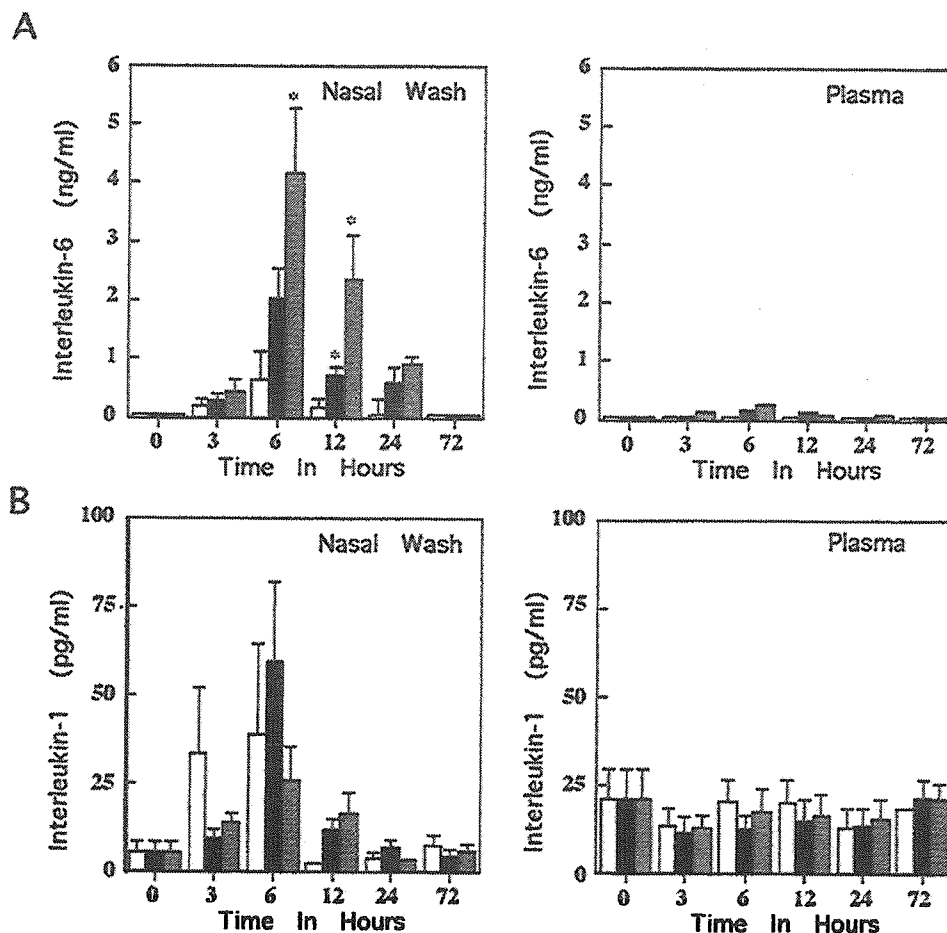 A
Interleukin-6 (ng/ml)
6
5
4
3
2
1
0
Nasal Wash
*
*
*
0 3 6 12 24 72
Time In Hours
Interleukin-6 (ng/ml)
6
5
4
3
2
1
0
Plasma
0 3 6 12 24 72
Time In Hours
B
Interleukin-1 (pg/ml)
100
75
50
25
0
Nasal Wash
0 3 6 12 24 72
Time In Hours
Interleukin-1 (pg/ml)
100
75
50
25
0
Plasma
0 3 6 12 24 72
Time In Hours